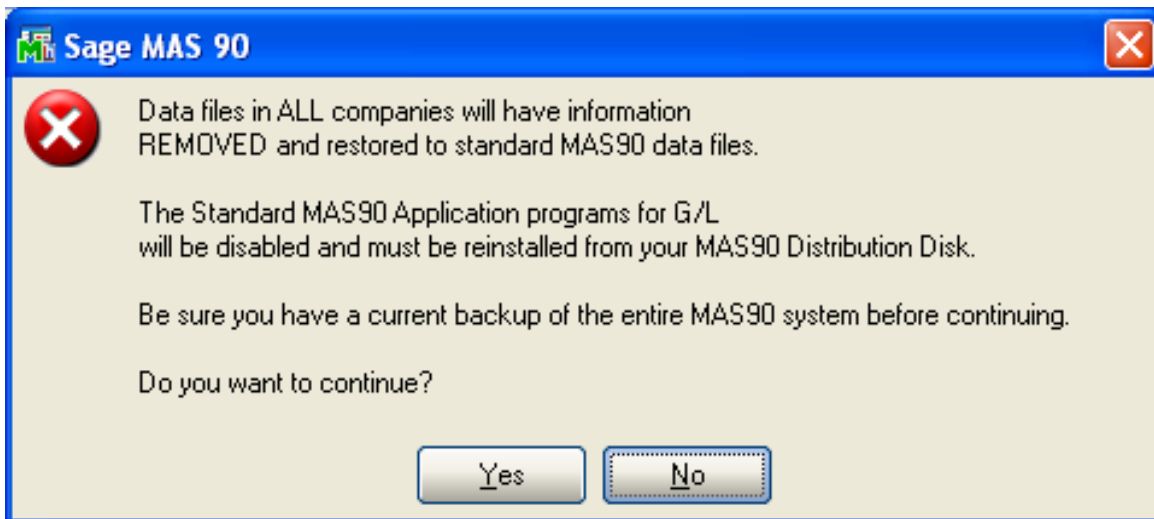 Sage MAS 90
Data files in ALL companies will have information
REMOVED and restored to standard MAS90 data files.
The Standard MAS90 Application programs for G/L
will be disabled and must be reinstalled from your MAS90 Distribution Disk.
Be sure you have a current backup of the entire MAS90 system before continuing.
Do you want to continue?
Yes
No